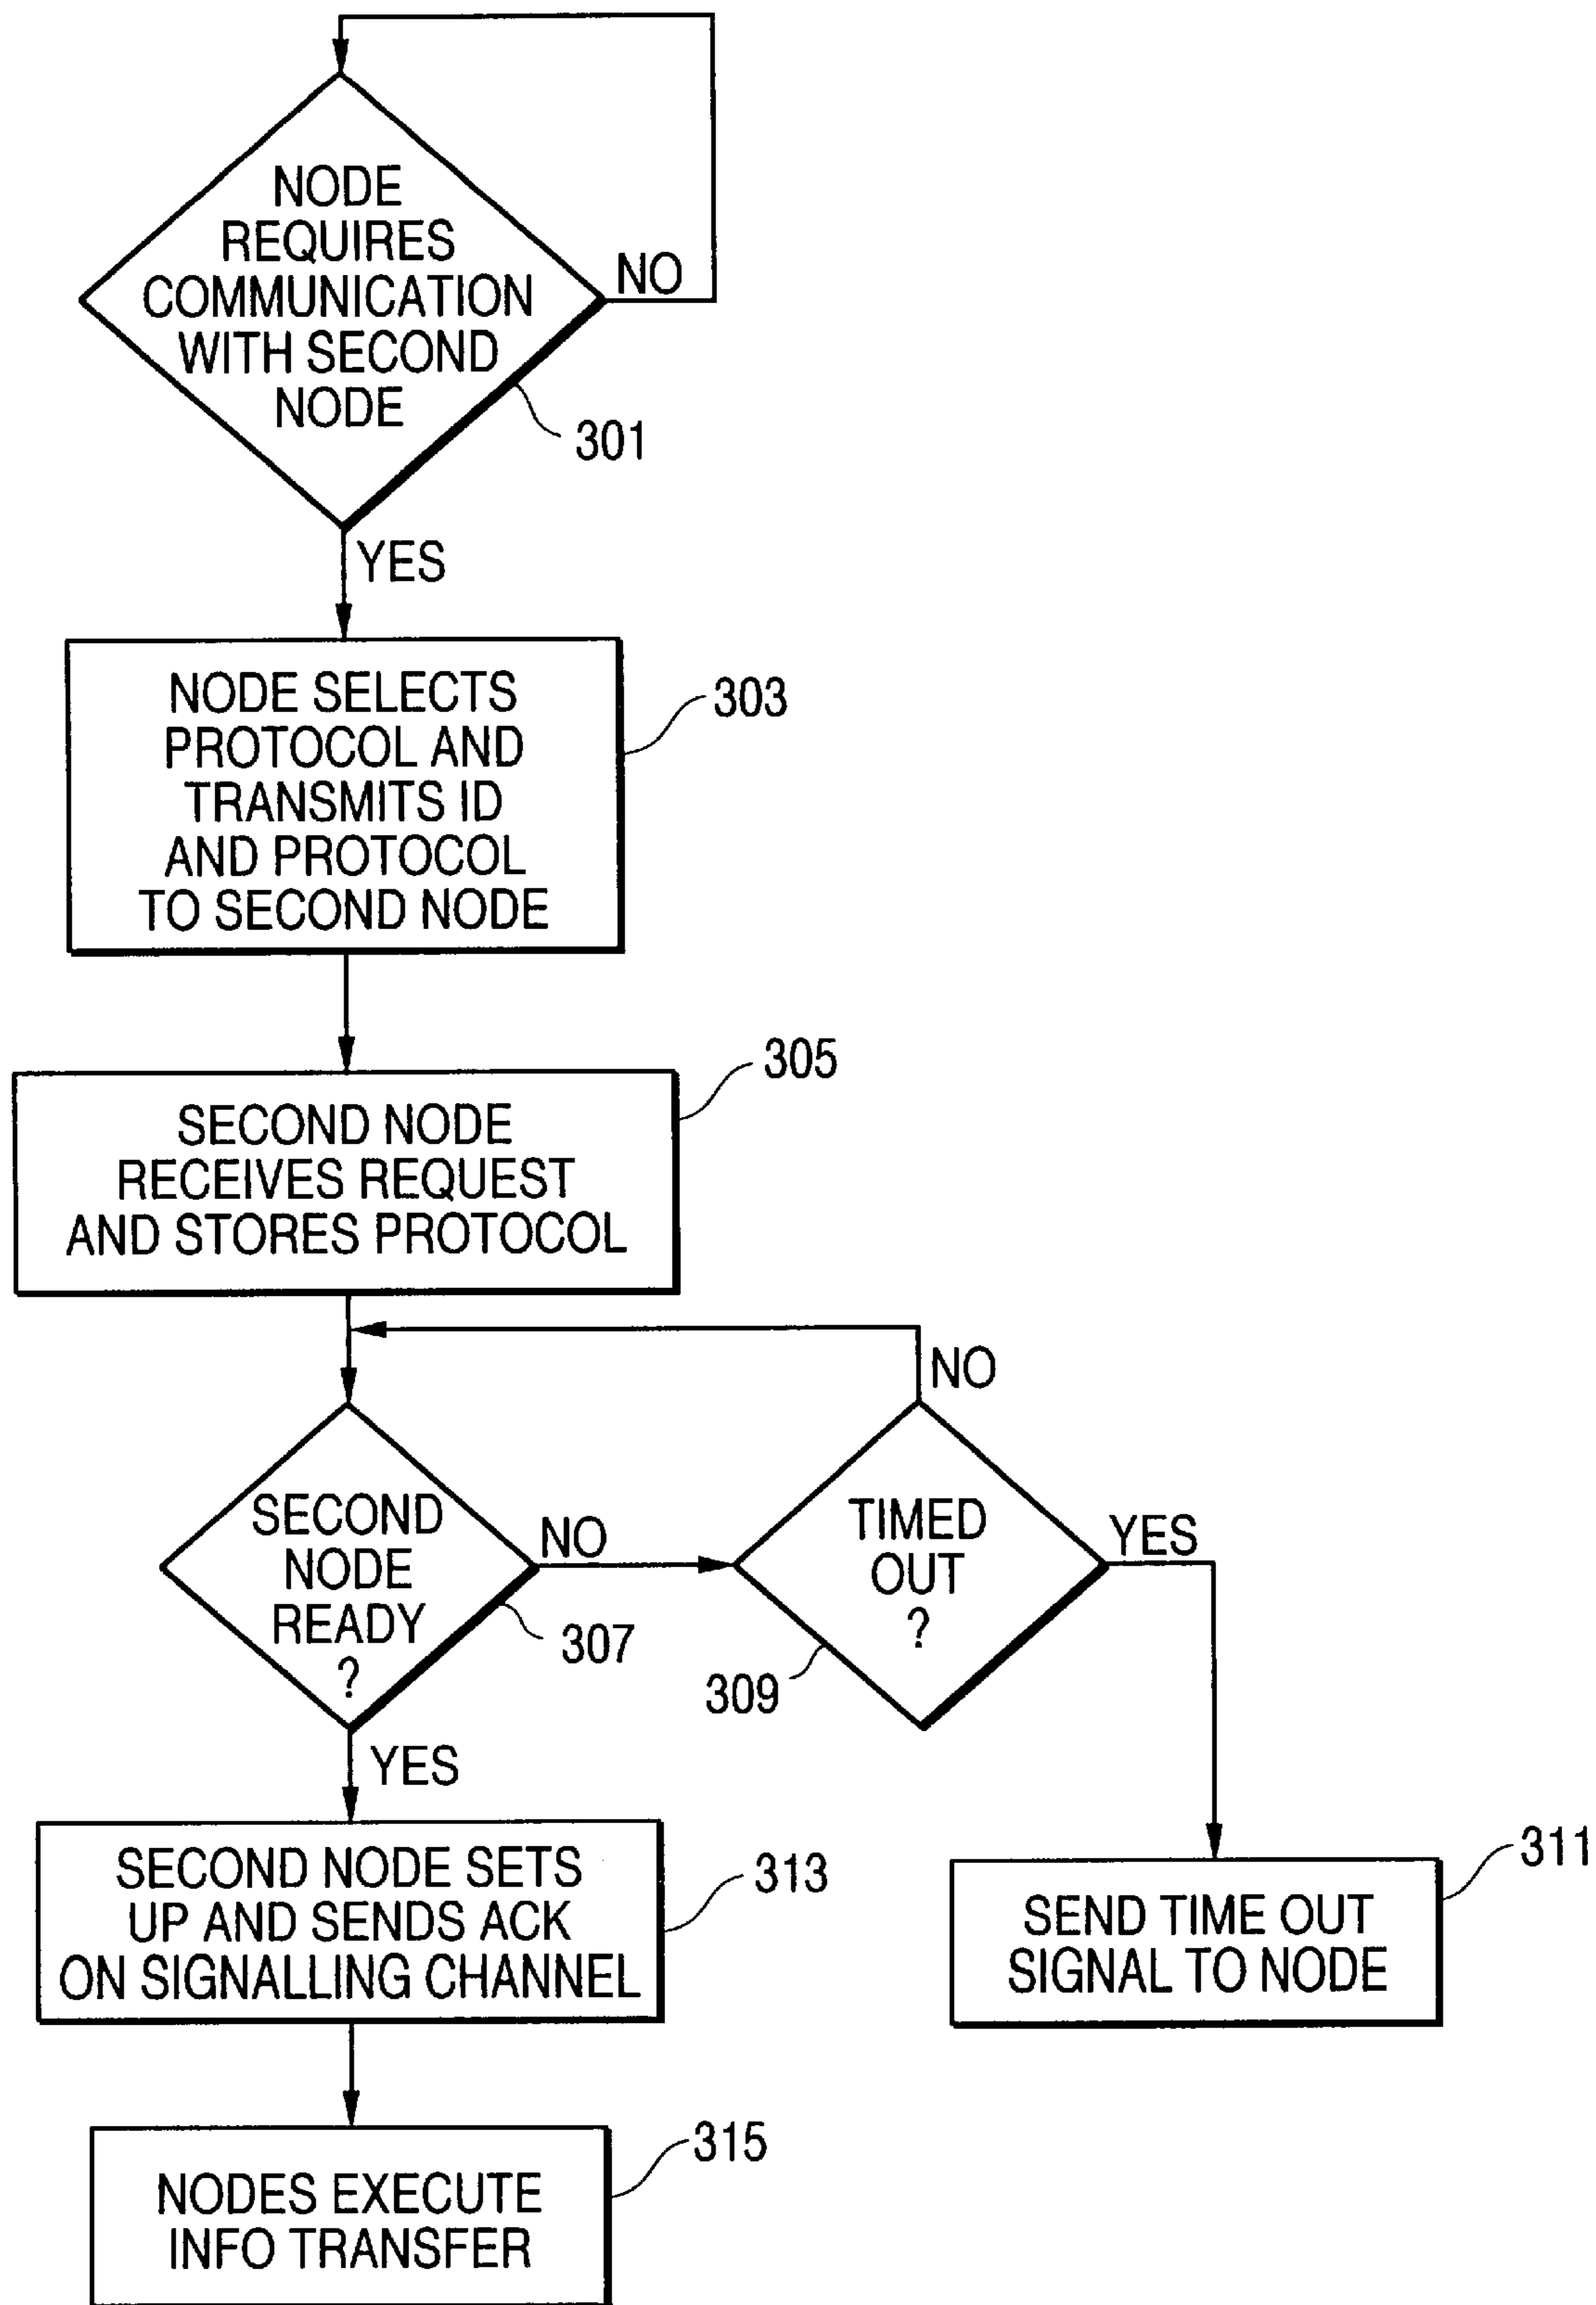 NODE
REQUIRES
COMMUNICATION
WITH SECOND
NODE
NO
301
YES
NODE SELECTS
PROTOCOL AND
TRANSMITS ID
AND PROTOCOL
TO SECOND NODE
303
SECOND NODE
RECEIVES REQUEST
AND STORES PROTOCOL
305
SECOND
NODE
READY
?
NO
307
TIMED
OUT
?
NO
YES
309
YES
SECOND NODE SETS
UP AND SENDS ACK
ON SIGNALLING CHANNEL
313
SEND TIME OUT
SIGNAL TO NODE
311
NODES EXECUTE
INFO TRANSFER
315